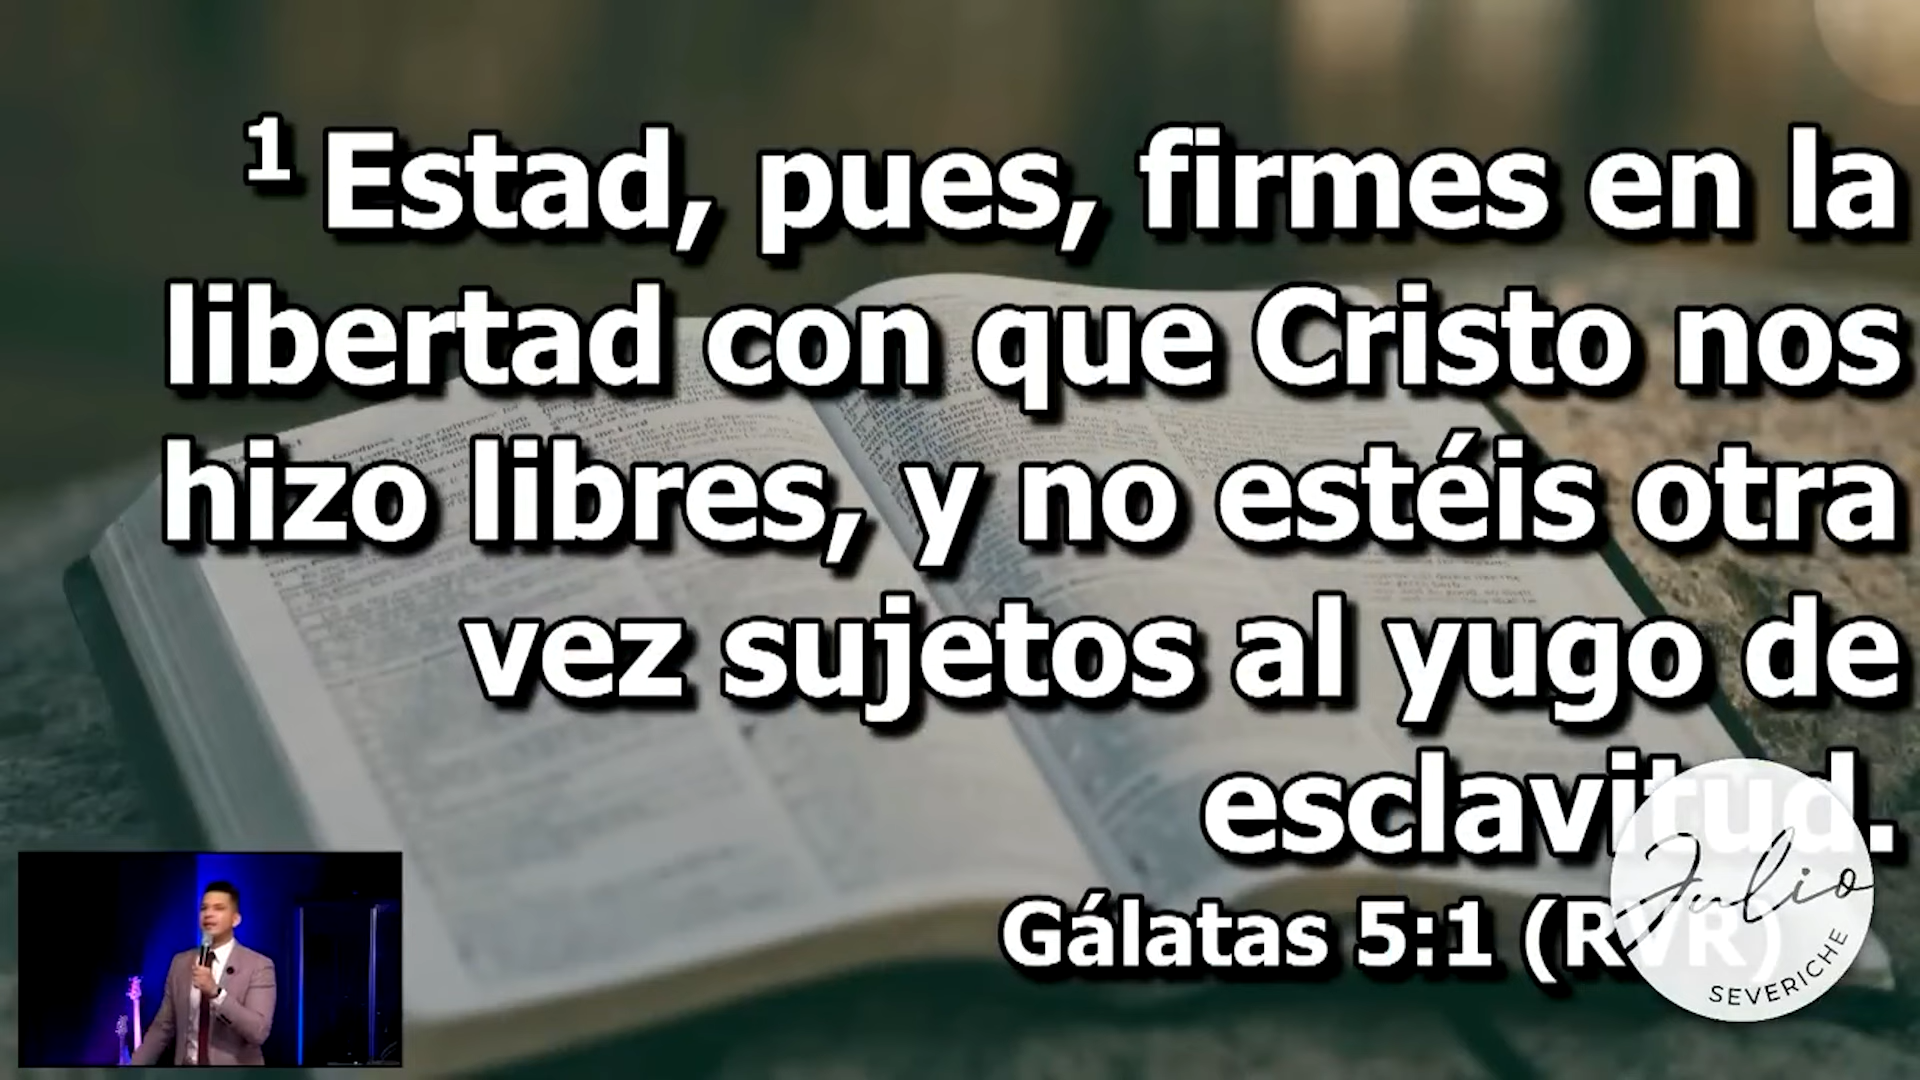 1 Estad, pues, firmes en la
libertad con que Cristo nos
hizo libres, y no estéis otra
vez sujetos al yugo de
esclavitud.
Gálatas 5:1 (RVR)
Julio
SEVERICHE